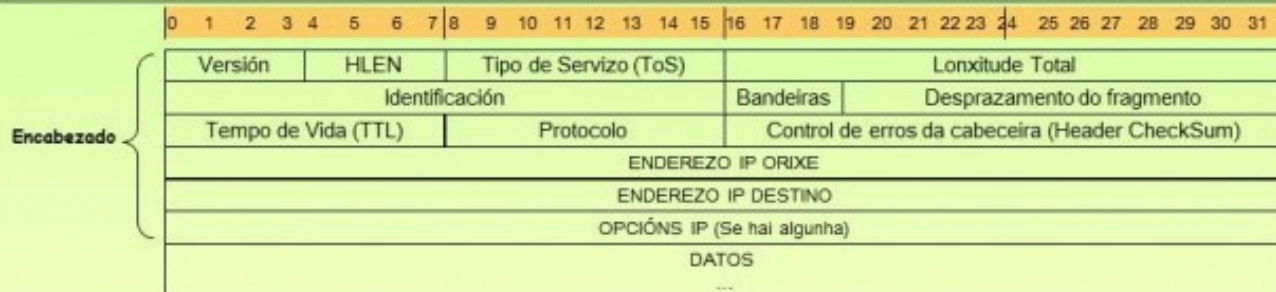 0 1 2 3 4 5 6 7 8 9 10 11 12 13 14 15 16 17 18 19 20 21 22 23 24 25 26 27 28 29 30 31
Versión HLEN Tipo de Servizo (ToS) Lonxitude Total
Identificación Bandeiras Desprazamento do fragmento
Encabezado
Tempo de Vida (TTL) Protocolo Control de erros da cabeceira (Header CheckSum)
ENDEREZO IP ORIXE
ENDEREZO IP DESTINO
OPCIÓNS IP (Se hai algunha)
DATOS
...